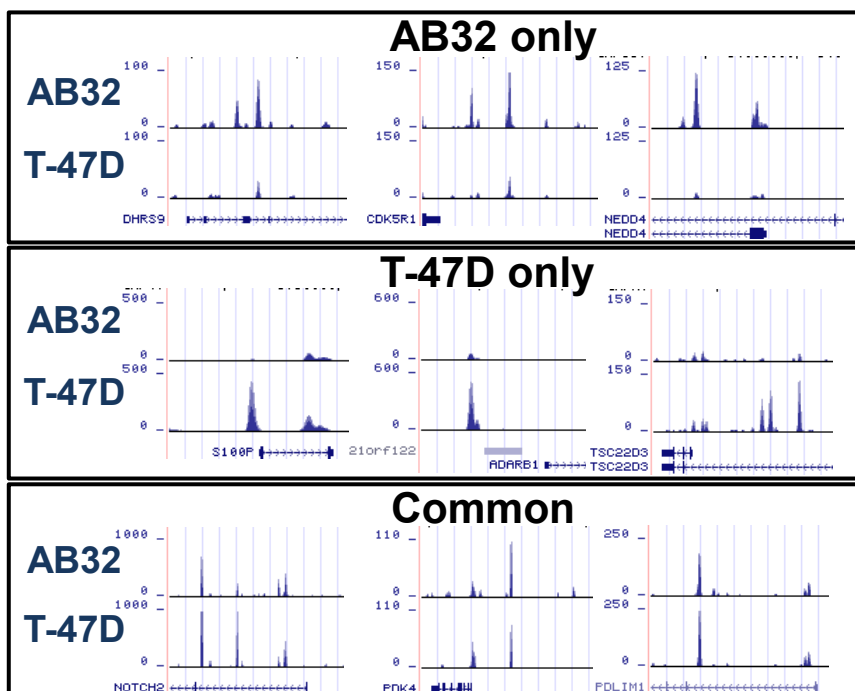 AB32 only
AB32
T-47D
100
0
100
0
DHRS9
150
0
150
0
CDK5R1
125
0
125
0
NEDD4
NEDD4
T-47D only
AB32
T-47D
500
0
500
0
S100P
600
0
600
0
21orf122
ADARB1
150
0
150
0
TSC22D3
TSC22D3
Common
AB32
T-47D
1000
0
1000
0
NOTCH2
110
0
110
0
PDK4
250
0
250
0
PDLIM1